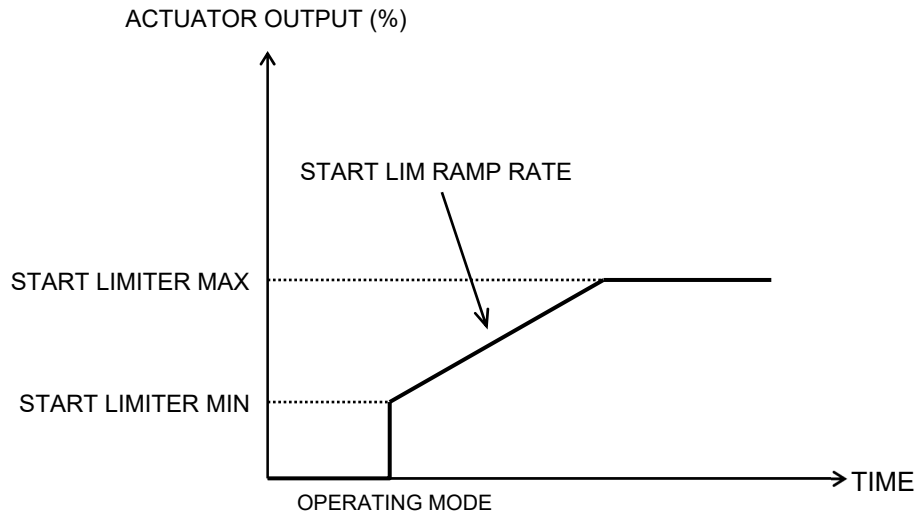 ACTUATOR OUTPUT (%)
START LIM RAMP RATE
START LIMITER MAX
START LIMITER MIN
TIME
OPERATING MODE